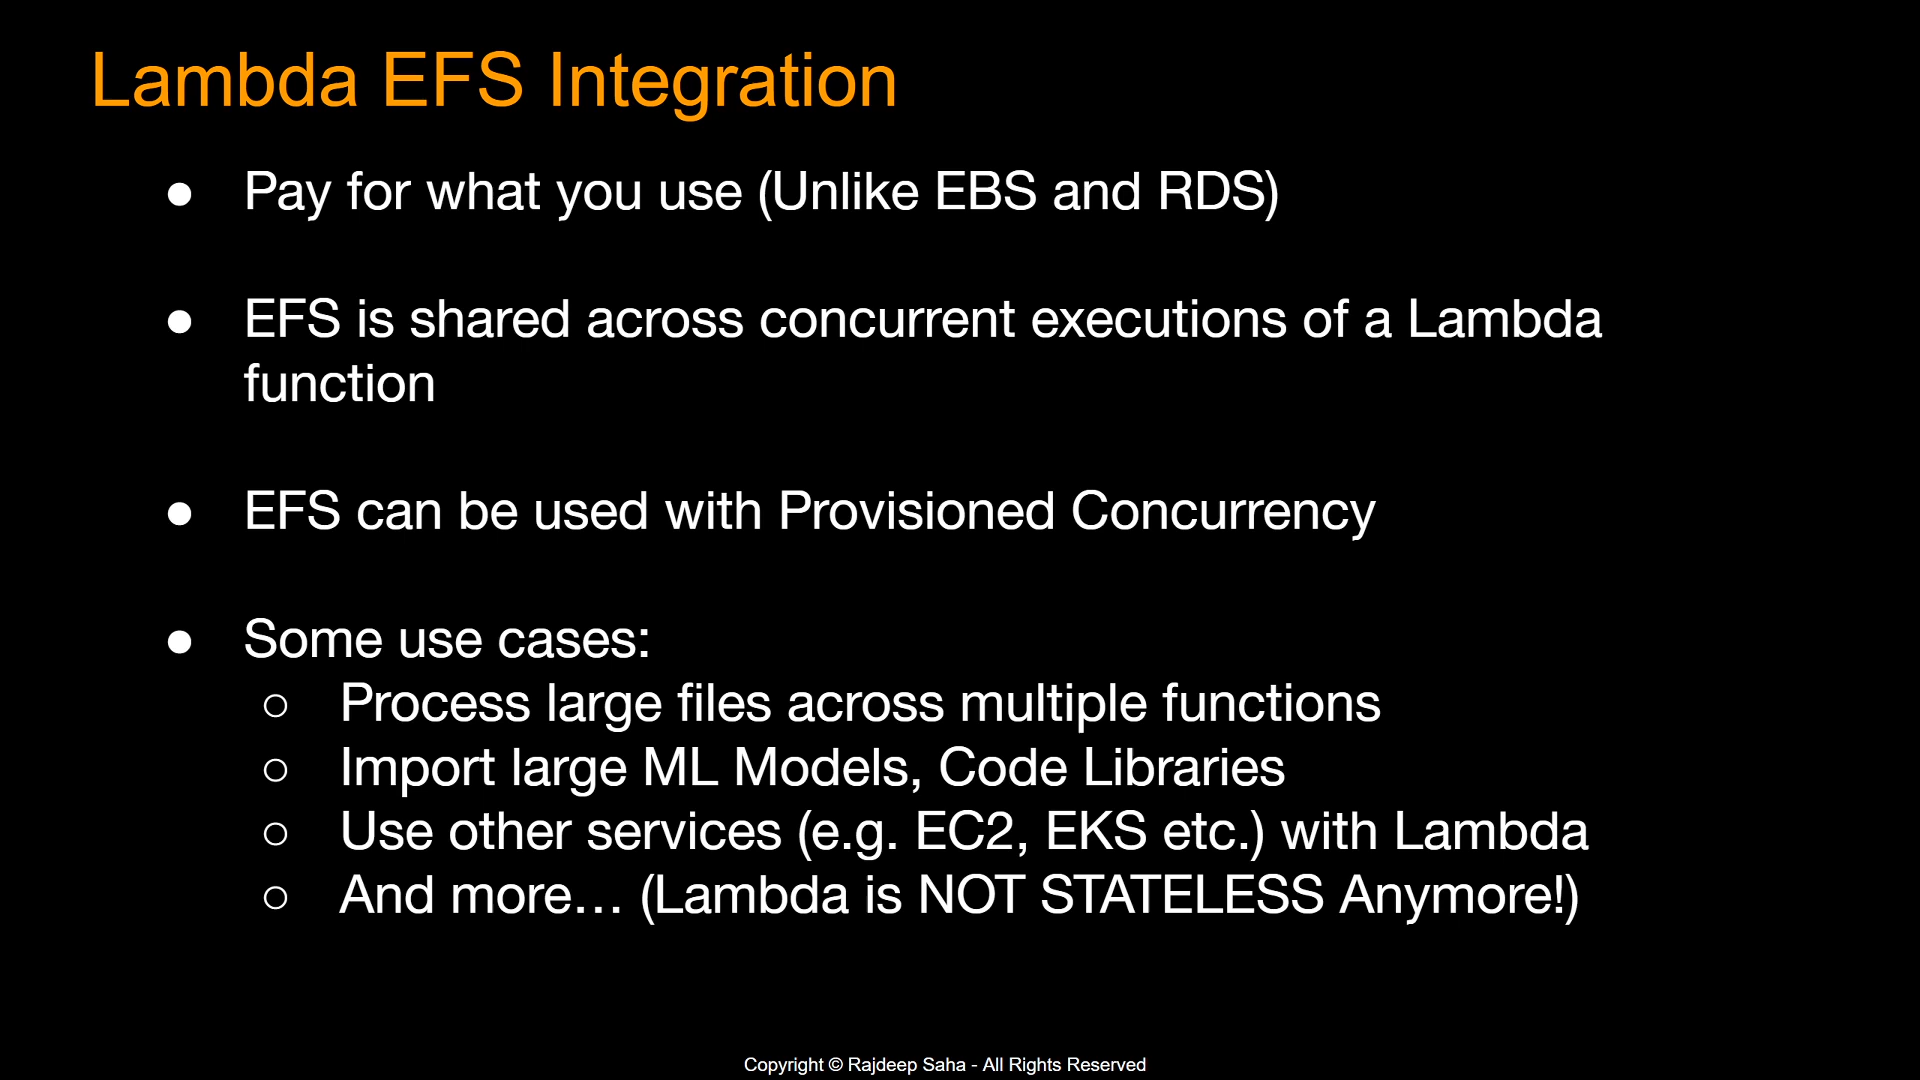 Lambda EFS Integration
● Pay for what you use (Unlike EBS and RDS)
● EFS is shared across concurrent executions of a Lambda
function
● EFS can be used with Provisioned Concurrency
● Some use cases:
○ Process large files across multiple functions
○ Import large ML Models, Code Libraries
○ Use other services (e.g. EC2, EKS etc.) with Lambda
○ And more… (Lambda is NOT STATELESS Anymore!)
Copyright © Rajdeep Saha - All Rights Reserved